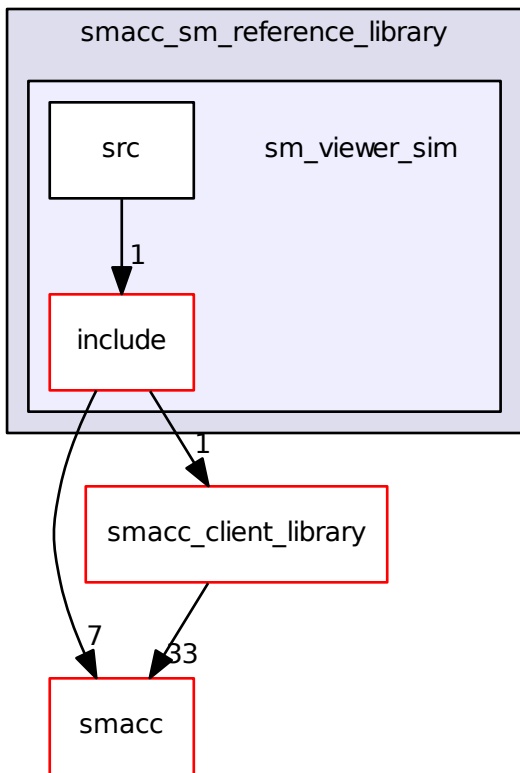 smacc_sm_reference_library
src
sm_viewer_sim
1
include
1
smacc_client_library
7
33
smacc